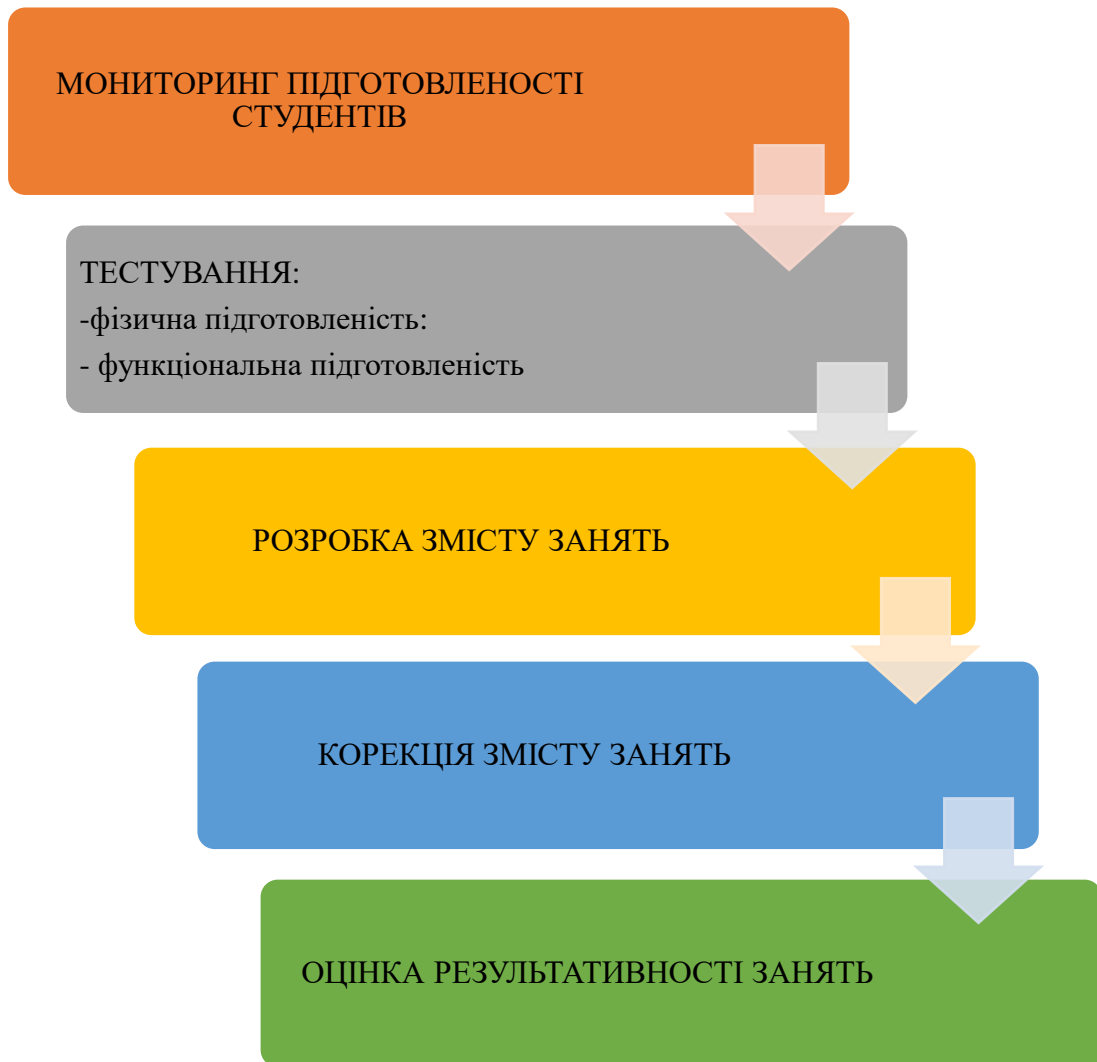 МОНИТОРИНГ ПІДГОТОВЛЕНОСТІ
СТУДЕНТІВ
ТЕСТУВАННЯ:
-фізична підготовленість:
- функціональна підготовленість
РОЗРОБКА ЗМІСТУ ЗАНЯТЬ
КОРЕКЦІЯ ЗМІСТУ ЗАНЯТЬ
ОЦІНКА РЕЗУЛЬТАТИВНОСТІ ЗАНЯТЬ